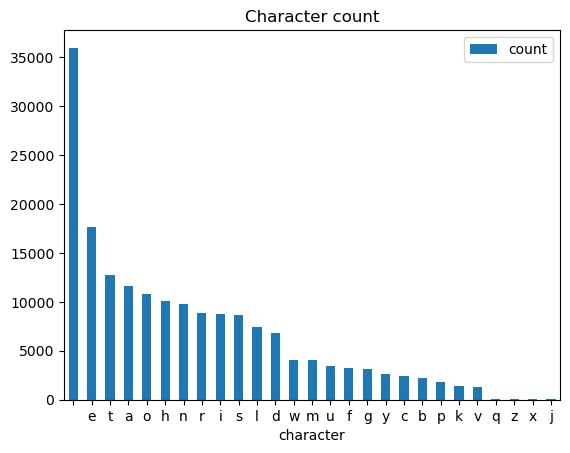 Character count
count
35000
30000
25000
20000
15000
10000
5000
0
e t a o h n r i s l d w m u f g y c b p k v q z x j
character